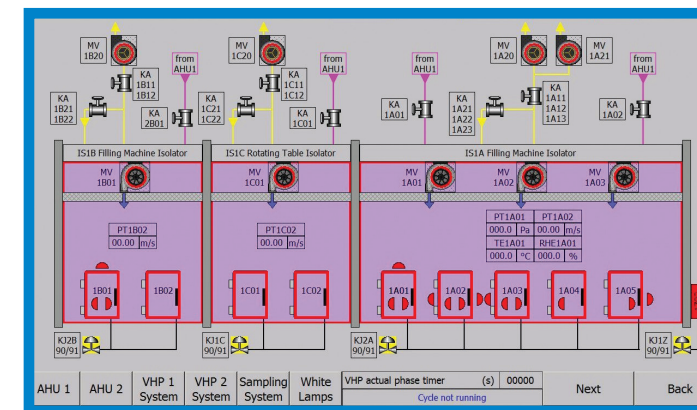 MV
1B20
KA
1B11
1B12
from
AHU1
KA
1B21
1B22
KA
2B01
MV
1C20
KA
1C11
1C12
from
AHU1
KA
1C21
1C22
KA
1C01
from
AHU1
KA
1A01
MV
1A20
MV
1A21
KA
1A21
1A22
1A23
KA
1A11
1A12
1A13
from
AHU1
KA
1A02
IS1B Filling Machine Isolator
IS1C Rotating Table Isolator
IS1A Filling Machine Isolator
MV
1B01
MV
1C01
MV
1A01
MV
1A02
MV
1A03
PT1B02
00.00 m/s
PT1C02
00.00 m/s
PT1A01 PT1A02
000.0 Pa 00.00 m/s
TE1A01 RHE1A01
000.0 °C 000.0 %
1B01 1B02 1C01 1C02 1A01 1A02 1A03 1A04 1A05
KJ2B
90/91
KJ1C
90/91
KJ2A
90/91
KJ1Z
90/91
AHU 1
AHU 2
VHP 1
System
VHP 2
System
Sampling
System
White
Lamps
VHP actual phase timer (s) 00000
Cycle not running
Next
Back